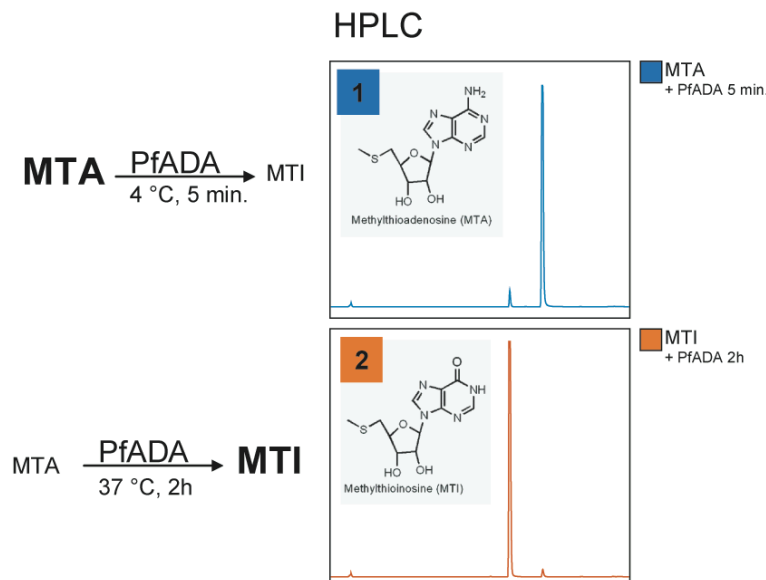 HPLC
MTA
PfADA
4 °C, 5 min.
MTI
1
NH₂
N
N
N
N
S
O
HO
OH
Methylthioadenosine (MTA)
MTA
+ PfADA 5 min.
MTA
PfADA
37 °C, 2h
MTI
2
O
N
NH
N
N
S
O
HO
OH
Methylthioinosine (MTI)
MTI
+ PfADA 2h